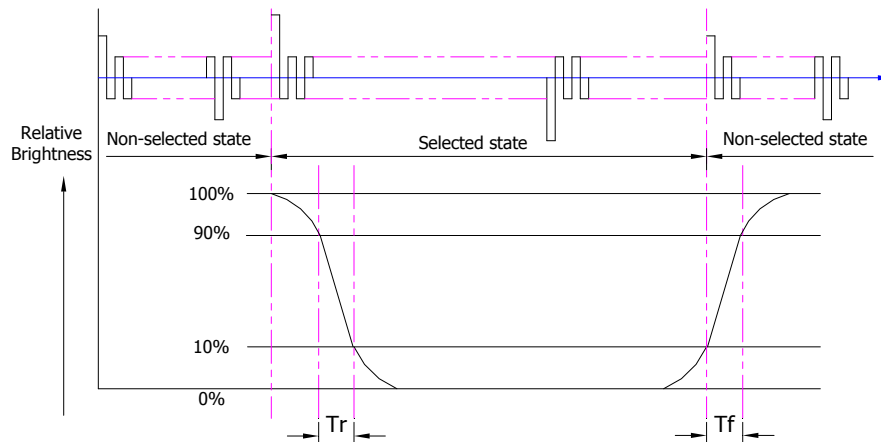 Relative
Brightness
Non-selected state
Selected state
Non-selected state
100%
90%
10%
0%
Tr
Tf